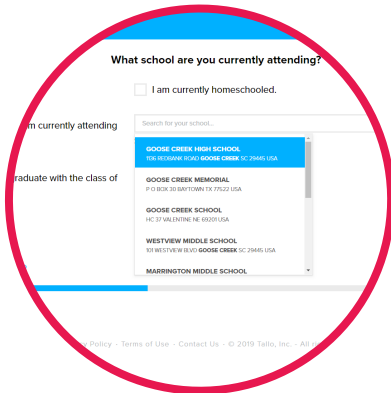 What school are you currently attending?
I am currently homeschooled.
m currently attending
Search for your school...
GOOSE CREEK HIGH SCHOOL
1136 REDBANK ROAD GOOSE CREEK SC 29445 USA
raduate with the class of
GOOSE CREEK MEMORIAL
P O BOX 30 BAYTOWN TX 77522 USA
GOOSE CREEK SCHOOL
HC 37 VALENTINE NE 69201 USA
WESTVIEW MIDDLE SCHOOL
101 WESTVIEW BLVD GOOSE CREEK SC 29445 USA
MARRINGTON MIDDLE SCHOOL
y Policy - Terms of Use - Contact Us - © 2019 Tallo, Inc. - All